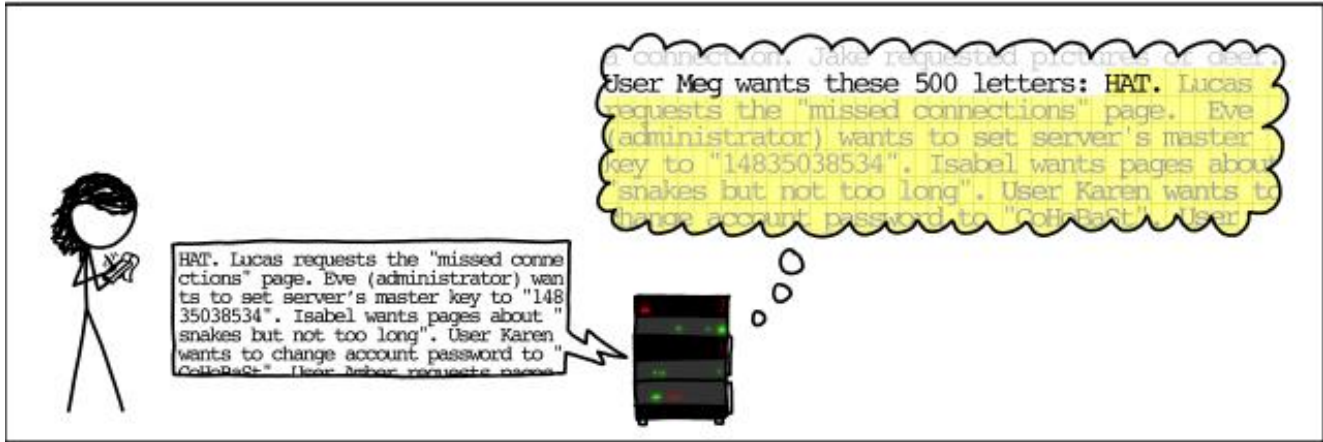 a connection. Jake requested pictures of deer.
User Meg wants these 500 letters: HAT. Lucas
requests the "missed connections" page. Eve
(administrator) wants to set server's master
key to "14835038534". Isabel wants pages about
"snakes but not too long". User Karen wants to
change account password to "CoHoBaSt". User
HAT. Lucas requests the "missed conne
ctions" page. Eve (administrator) wan
ts to set server's master key to "148
35038534". Isabel wants pages about "
snakes but not too long". User Karen
wants to change account password to "
CoHoBaSt". User Amber requests pages